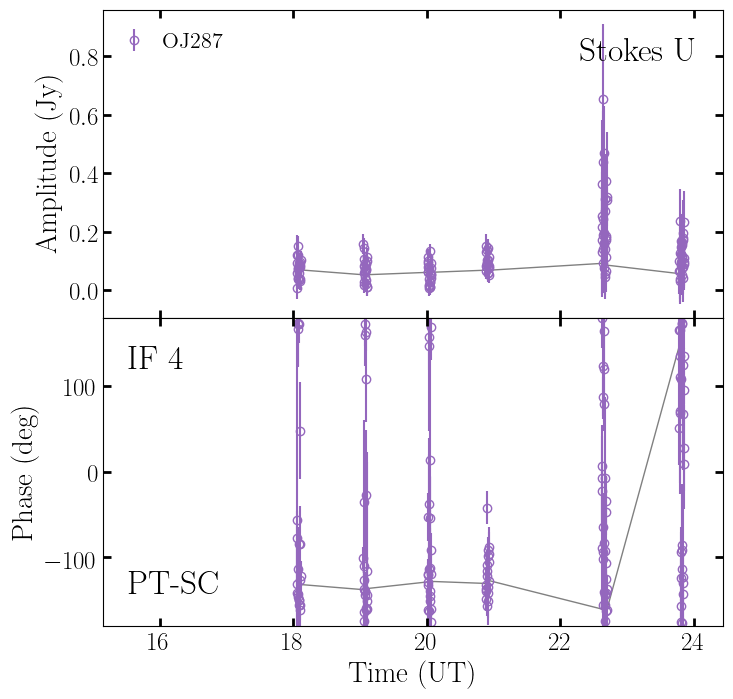 OJ287
Stokes U
Amplitude (Jy)
0.8
0.6
0.4
0.2
0.0
IF 4
PT-SC
Phase (deg)
100
0
−100
16 18 20 22 24
Time (UT)